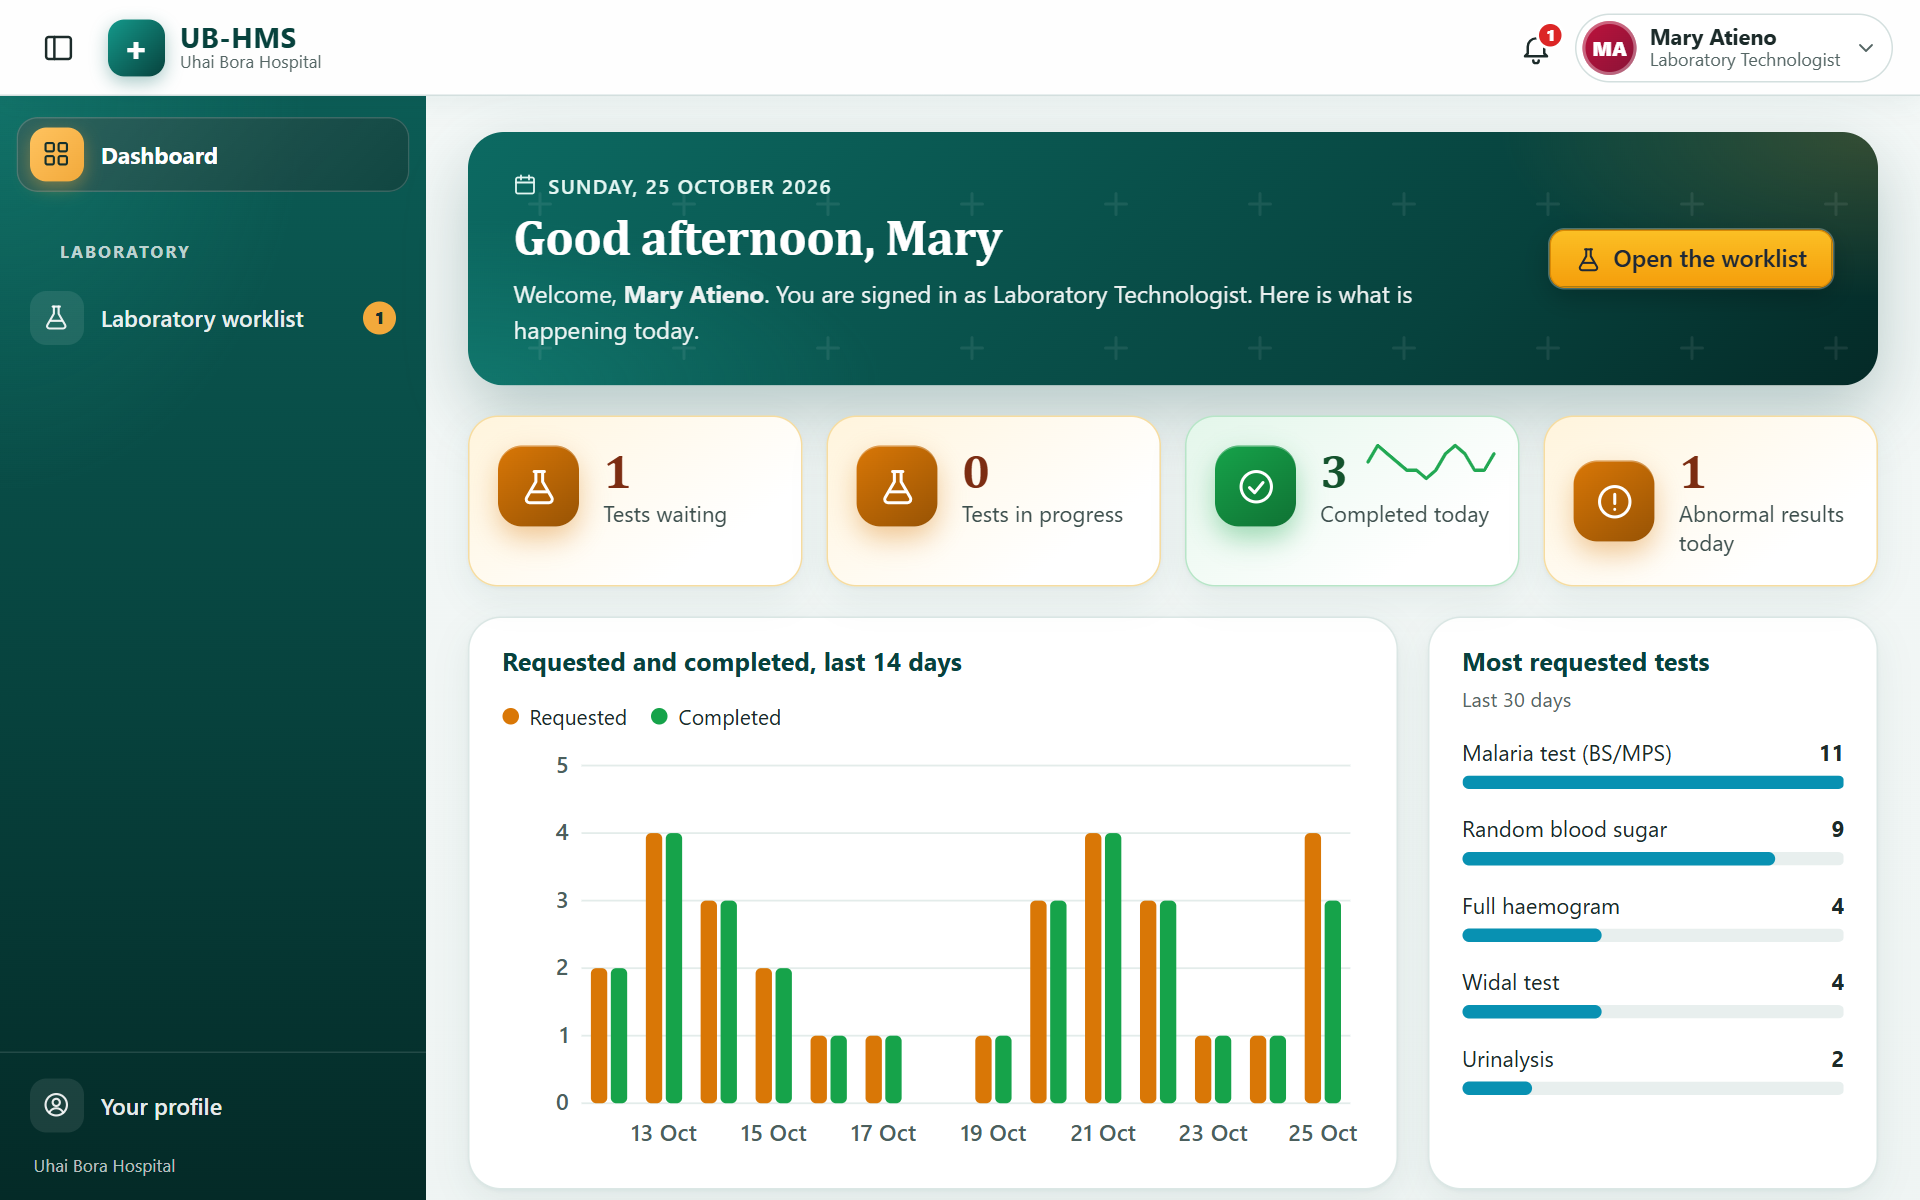 UB-HMS
Uhai Bora Hospital
1
MA
Mary Atieno
Laboratory Technologist
Dashboard
LABORATORY
Laboratory worklist
1
Your profile
Uhai Bora Hospital
SUNDAY, 25 OCTOBER 2026
Good afternoon, Mary
Welcome, Mary Atieno. You are signed in as Laboratory Technologist. Here is what is
happening today.
Open the worklist
1
Tests waiting
0
Tests in progress
3
Completed today
1
Abnormal results
today
Requested and completed, last 14 days
Requested
Completed
5
4
3
2
1
0
13 Oct
15 Oct
17 Oct
19 Oct
21 Oct
23 Oct
25 Oct
Most requested tests
Last 30 days
Malaria test (BS/MPS) 11
Random blood sugar 9
Full haemogram 4
Widal test 4
Urinalysis 2